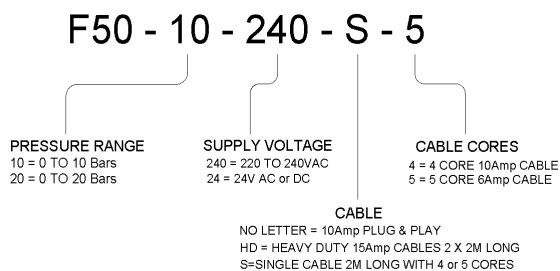 F50 - 10 - 240 - S - 5
PRESSURE RANGE
10 = 0 TO 10 Bars
20 = 0 TO 20 Bars
SUPPLY VOLTAGE
240 = 220 TO 240VAC
24 = 24V AC or DC
CABLE CORES
4 = 4 CORE 10Amp CABLE
5 = 5 CORE 6Amp CABLE
CABLE
NO LETTER = 10Amp PLUG & PLAY
HD = HEAVY DUTY 15Amp CABLES 2 X 2M LONG
S=SINGLE CABLE 2M LONG WITH 4 or 5 CORES